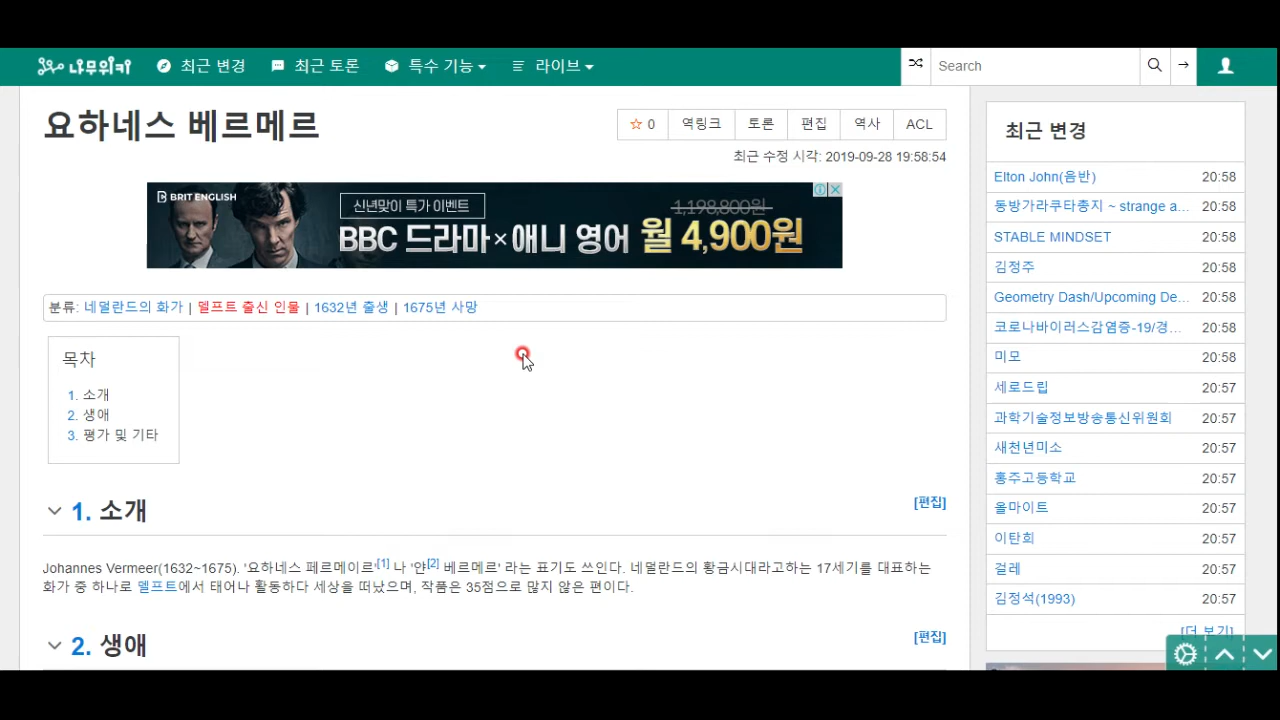 나무위키 최근 변경 최근 토론 특수 기능 라이브 Search
요하네스 베르메르
0 역링크 토론 편집 역사 ACL
최근 수정 시각: 2019-09-28 19:58:54
BRIT ENGLISH
신년맞이 특가 이벤트
BBC 드라마×애니 영어
1,198,800원
월 4,900원
분류: 네덜란드의 화가 | 델프트 출신 인물 | 1632년 출생 | 1675년 사망
목차
1. 소개
2. 생애
3. 평가 및 기타
1. 소개 [편집]
Johannes Vermeer(1632~1675). '요하네스 페르메이르'[1] 나 '얀[2] 베르메르' 라는 표기도 쓰인다. 네덜란드의 황금시대라고하는 17세기를 대표하는
화가 중 하나로 델프트에서 태어나 활동하다 세상을 떠났으며, 작품은 35점으로 많지 않은 편이다.
2. 생애 [편집]
최근 변경
Elton John(음반) 20:58
동방가라쿠타총지 ~ strange a... 20:58
STABLE MINDSET 20:58
김정주 20:58
Geometry Dash/Upcoming De... 20:58
코로나바이러스감염증-19/경... 20:58
미모 20:58
세로드립 20:57
과학기술정보방송통신위원회 20:57
새천년미소 20:57
홍주고등학교 20:57
올마이트 20:57
이탄희 20:57
걸레 20:57
김정석(1993) 20:57
[더 보기]